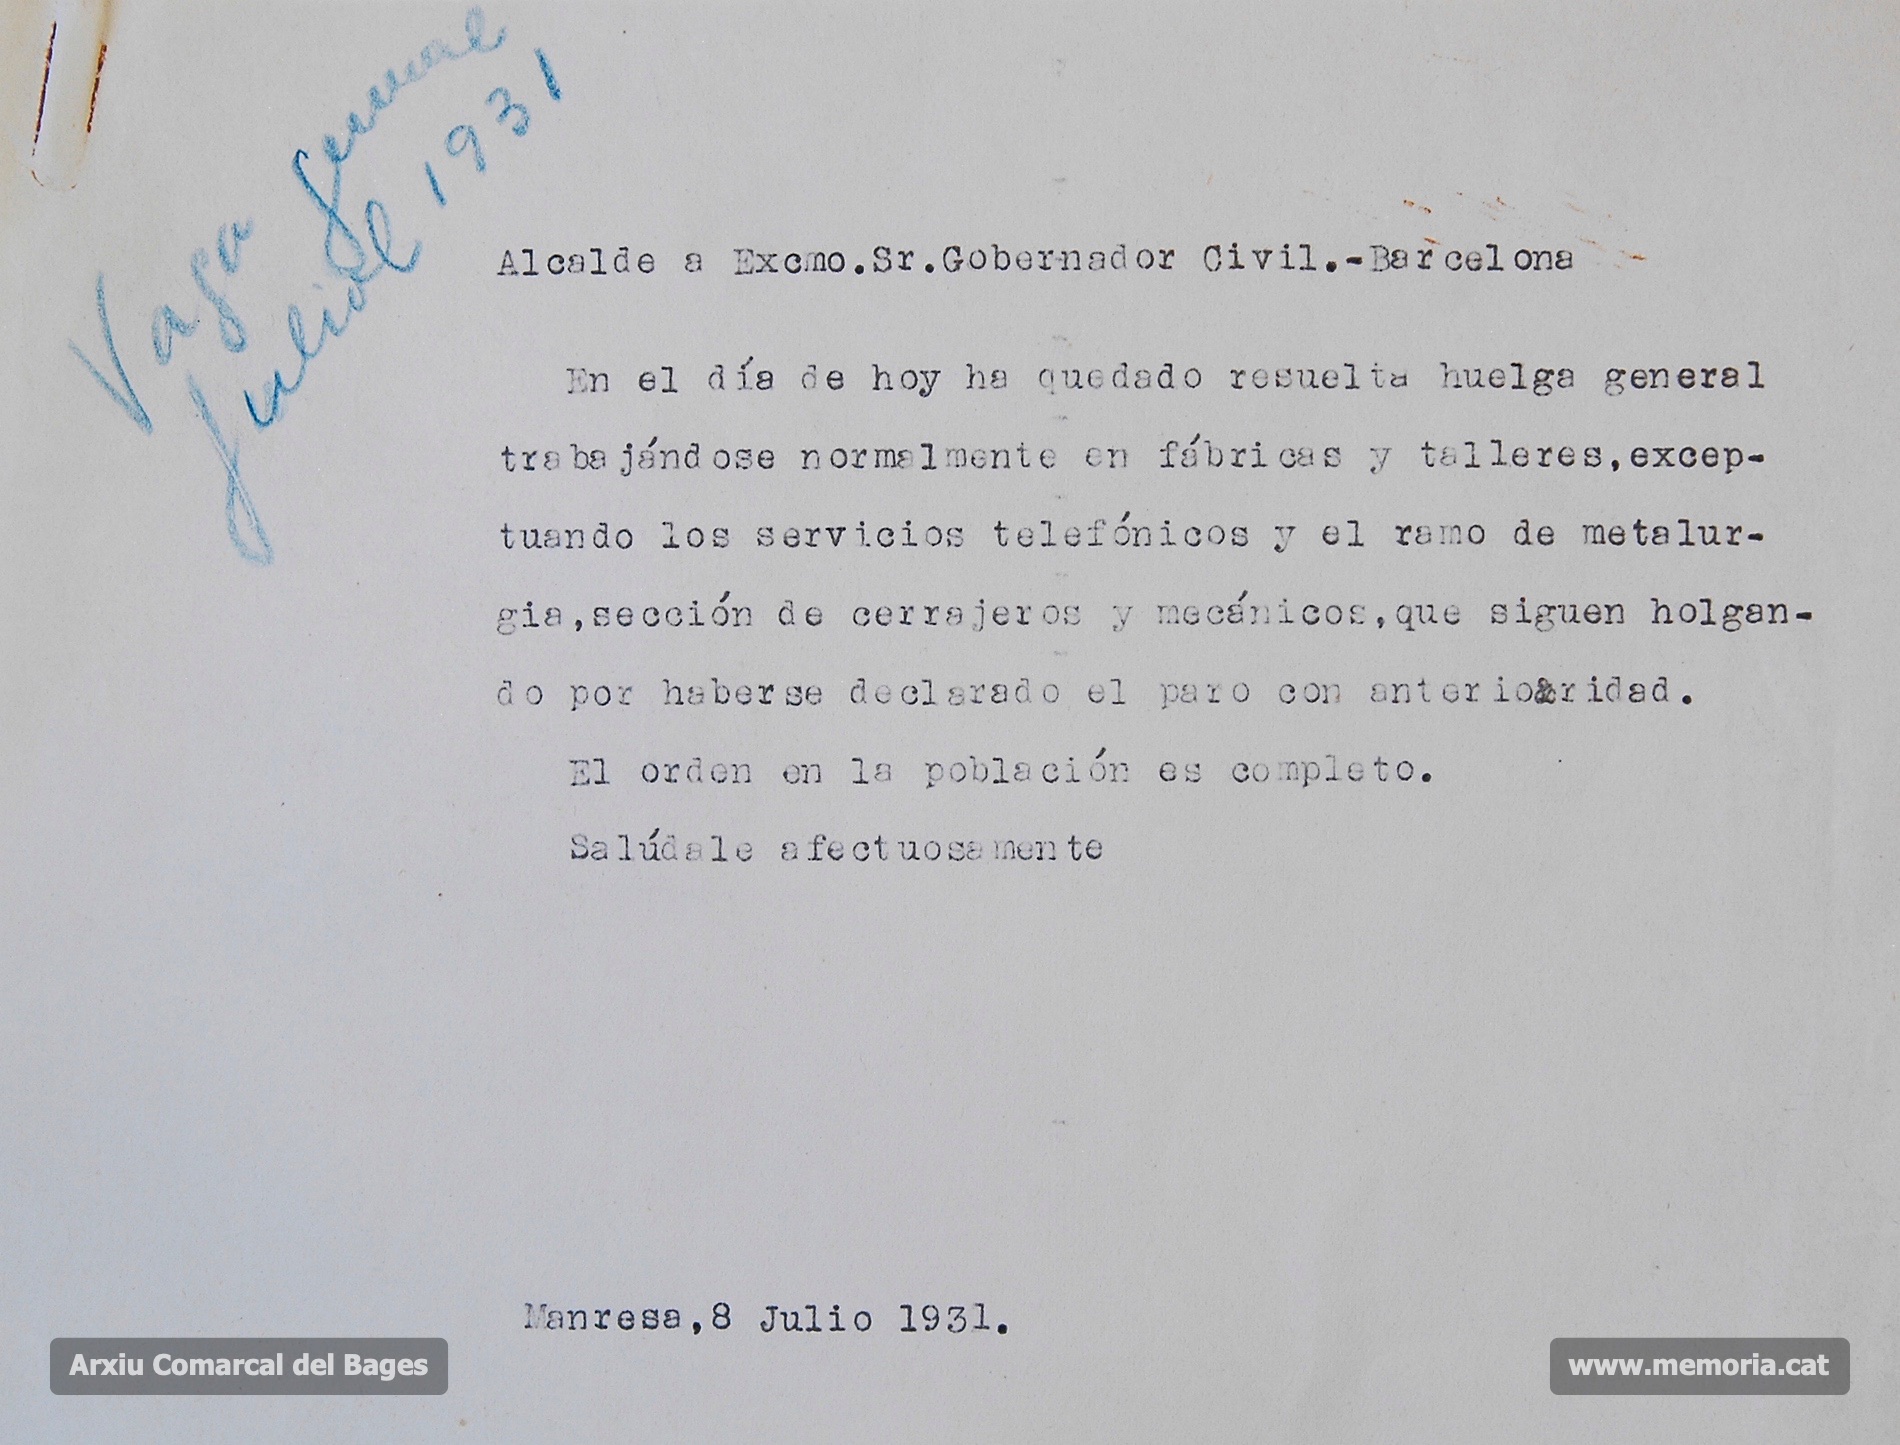 Vaga general
Juliol 1931
Alcalde a Excmo.Sr.Gobernador Civil.-Barcelona
En el día de hoy ha quedado resuelta huelga general
trabajándose normalmente en fábricas y talleres,excep-
tuando los servicios telefónicos y el ramo de metalur-
gia,sección de cerrajeros y mecánicos,que siguen holgan-
do por haberse declarado el paro con anterioridad.
El orden en la población es completo.
Salúdale afectuosamente
Manresa,8 Julio 1931.
Arxiu Comarcal del Bages
www.memoria.cat